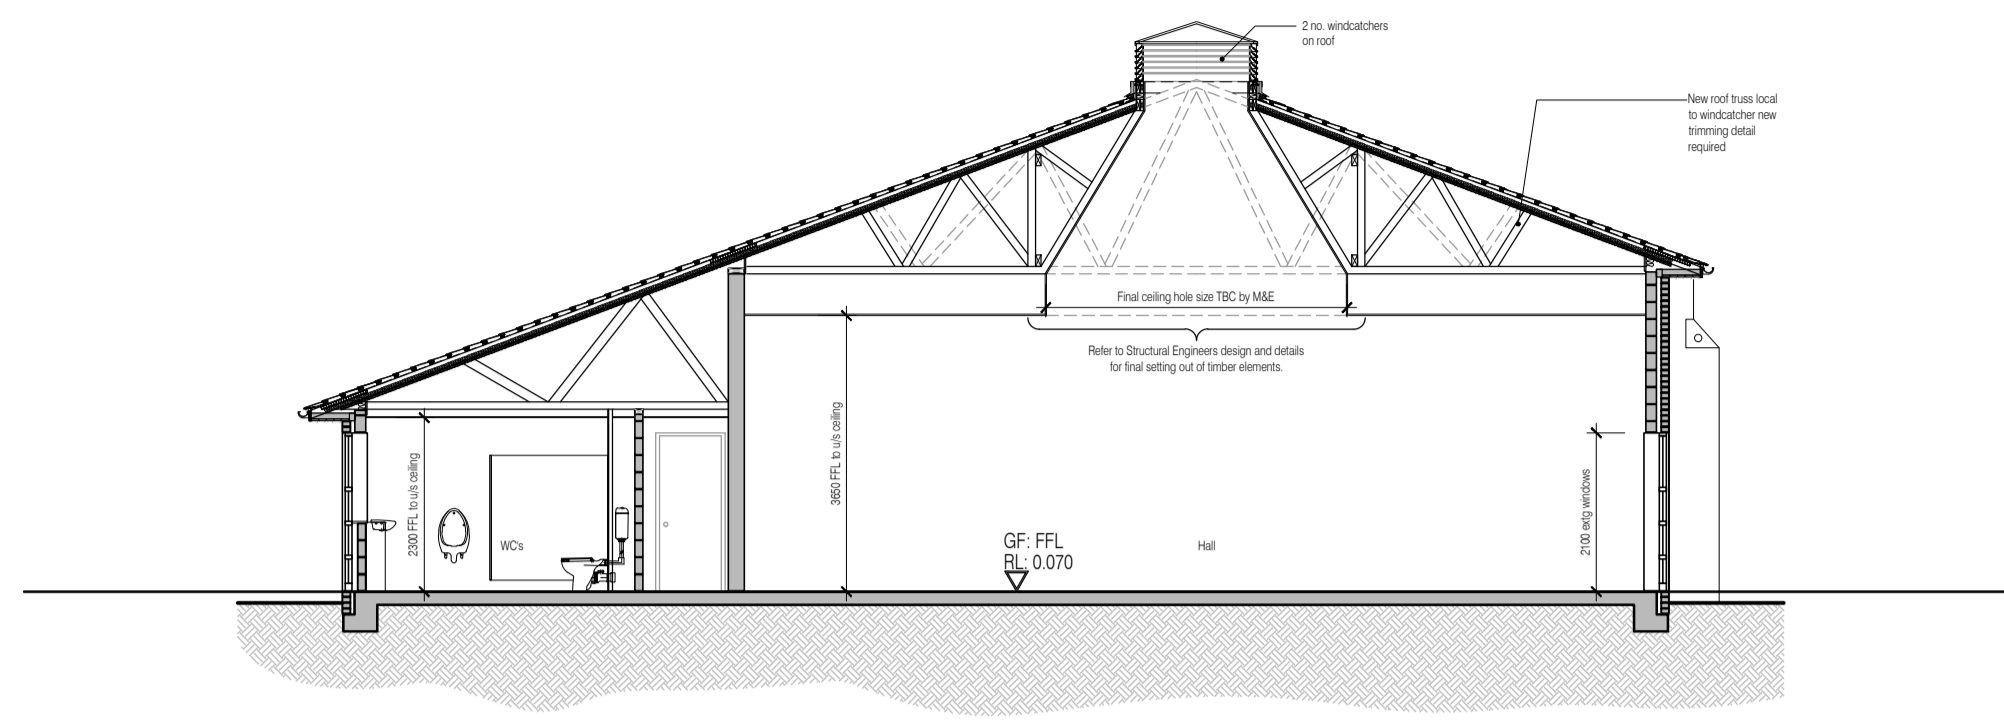 2 no. windcatchers
on roof
New roof truss local
to windcatcher new
trimming detail
required
Final ceiling hole size TBC by M&E
Refer to Structural Engineers design and details
for final setting out of timber elements.
3650 FFL to u/s ceiling
2300 FFL to u/s ceiling
2100 extg windows
WC's
GF: FFL
RL: 0.070
Hall